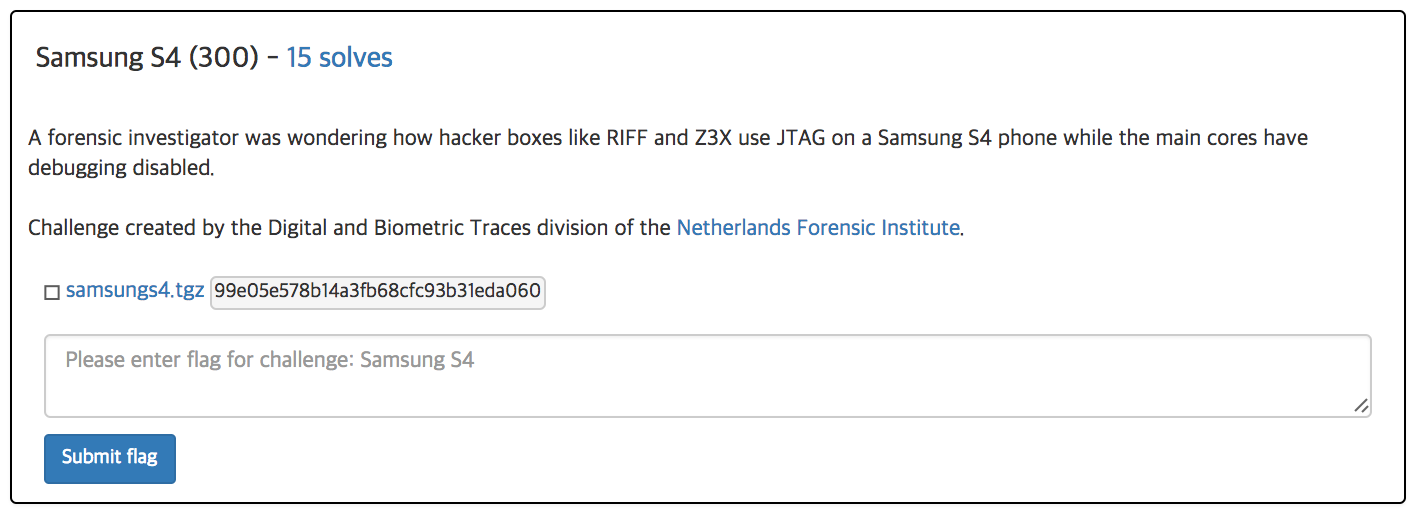 Samsung S4 (300) - 15 solves
A forensic investigator was wondering how hacker boxes like RIFF and Z3X use JTAG on a Samsung S4 phone while the main cores have
debugging disabled.
Challenge created by the Digital and Biometric Traces division of the Netherlands Forensic Institute.
samsungs4.tgz 99e05e578b14a3fb68cfc93b31eda060
Please enter flag for challenge: Samsung S4
Submit flag